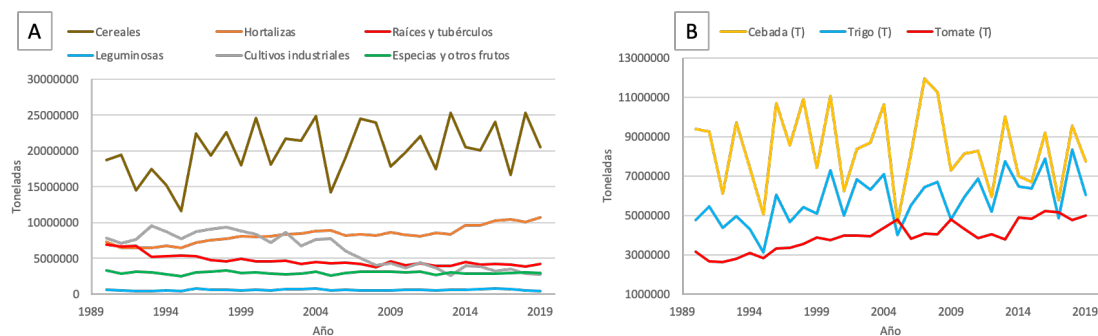 A
Cereales Hortalizas Raíces y tubérculos
Leguminosas Cultivos industriales Especias y otros frutos
30000000
25000000
20000000
15000000
10000000
5000000
0
Toneladas
1989 1994 1999 2004 2009 2014 2019
Año
B
Cebada (T) Trigo (T) Tomate (T)
13000000
11000000
9000000
7000000
5000000
3000000
1000000
Toneladas
1989 1994 1999 2004 2009 2014 2019
Año